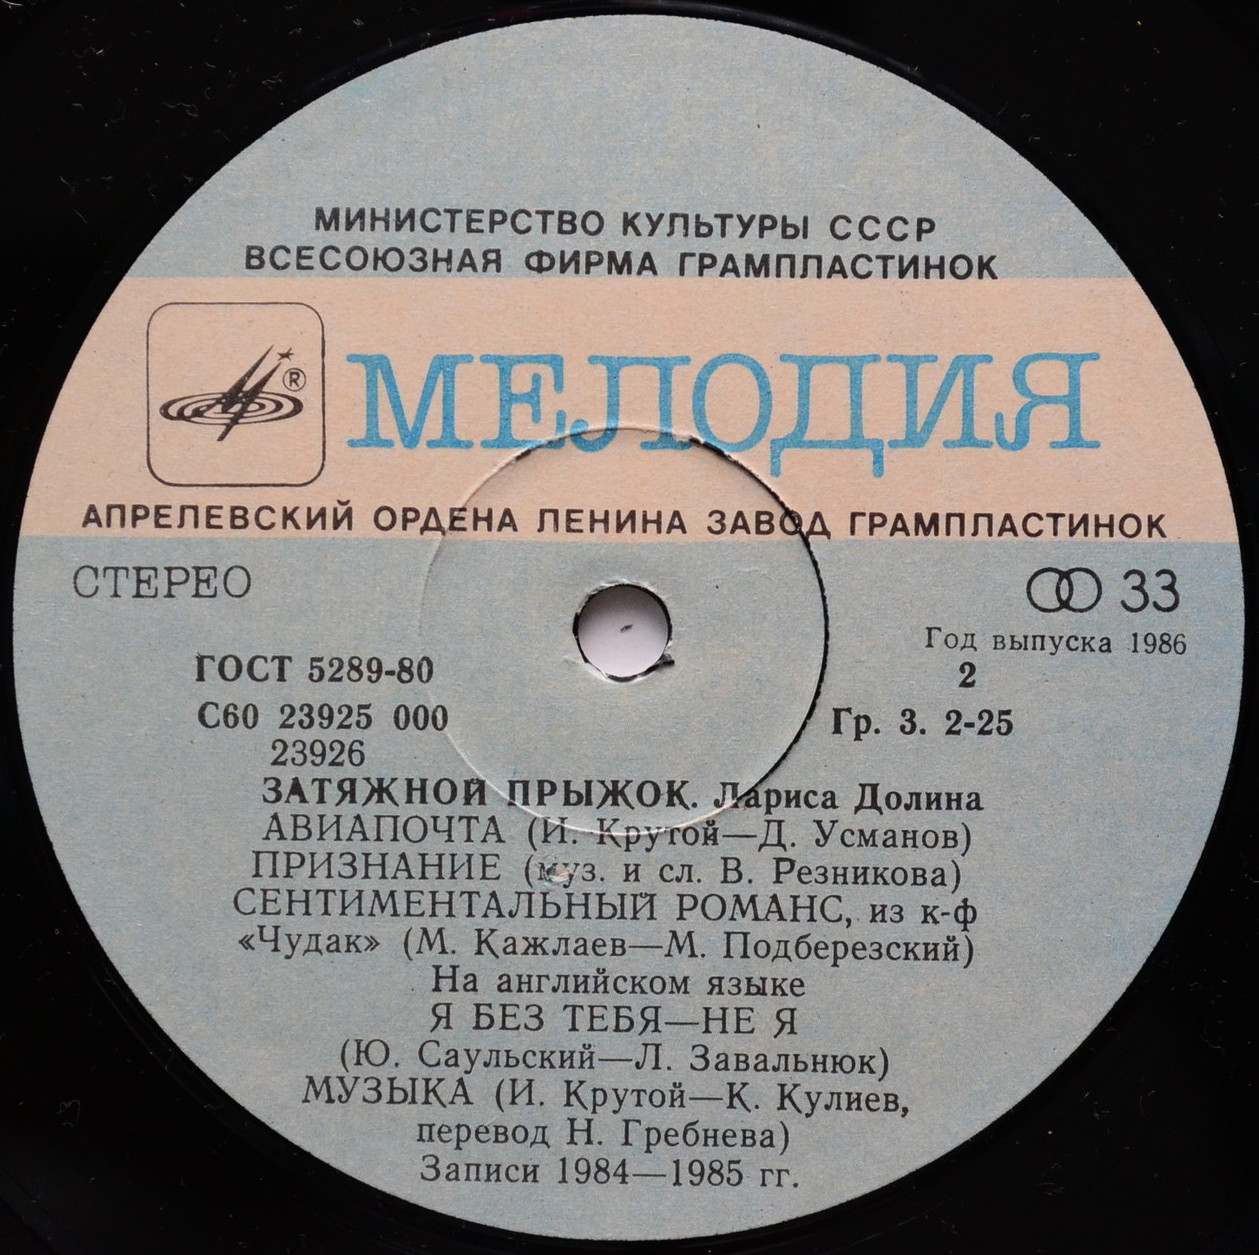 МИНИСТЕРСТВО КУЛЬТУРЫ СССР
ВСЕСОЮЗНАЯ ФИРМА ГРАМПЛАСТИНОК
®
МЕЛОДИЯ
АПРЕЛЕВСКИЙ ОРДЕНА ЛЕНИНА ЗАВОД ГРАМПЛАСТИНОК
СТЕРЕО
33
Год выпуска 1986
ГОСТ 5289-80
2
С60 23925 000
Гр. 3. 2-25
23926
ЗАТЯЖНОЙ ПРЫЖОК. Лариса Долина
АВИАПОЧТА (И. Крутой—Д. Усманов)
ПРИЗНАНИЕ (муз. и сл. В. Резникова)
СЕНТИМЕНТАЛЬНЫЙ РОМАНС, из к-ф
«Чудак» (М. Кажлаев—М. Подберезский)
На английском языке
Я БЕЗ ТЕБЯ—НЕ Я
(Ю. Саульский—Л. Завальнюк)
МУЗЫКА (И. Крутой—К. Кулиев,
перевод Н. Гребнева)
Записи 1984—1985 гг.